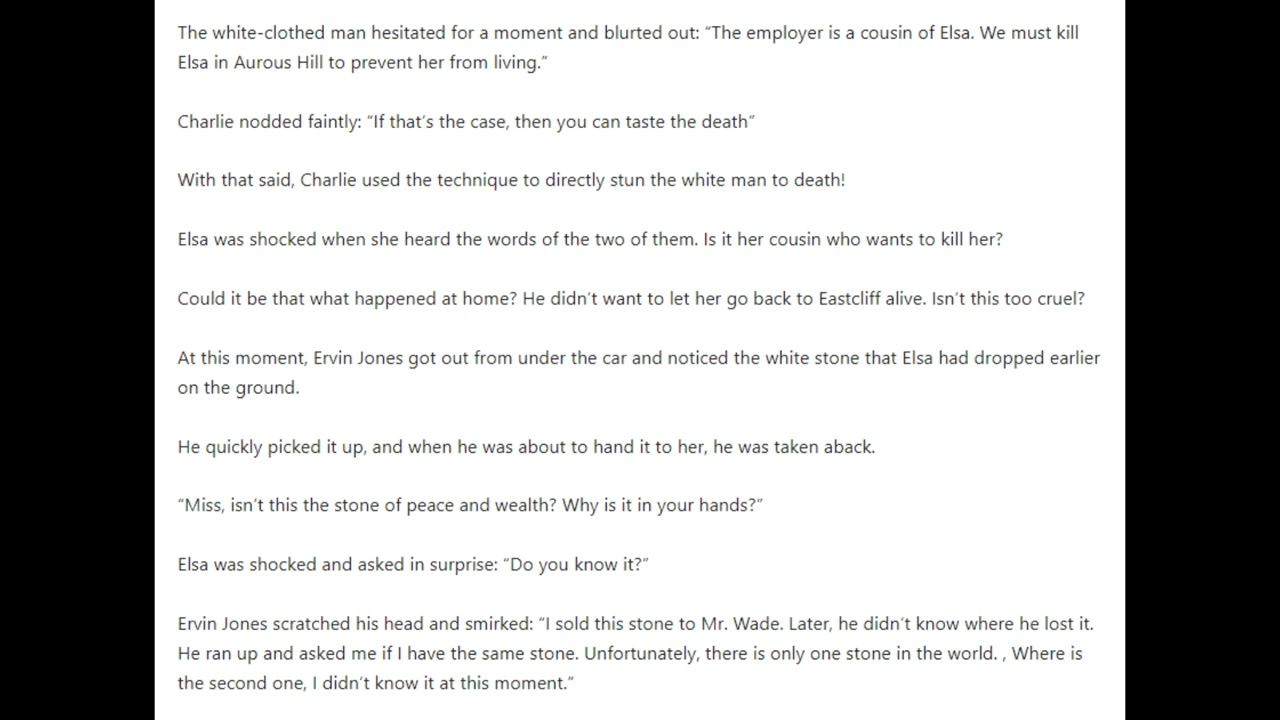 The white-clothed man hesitated for a moment and blurted out: “The employer is a cousin of Elsa. We must kill
Elsa in Aurous Hill to prevent her from living.”
Charlie nodded faintly: “If that’s the case, then you can taste the death”
With that said, Charlie used the technique to directly stun the white man to death!
Elsa was shocked when she heard the words of the two of them. Is it her cousin who wants to kill her?
Could it be that what happened at home? He didn’t want to let her go back to Eastcliff alive. Isn’t this too cruel?
At this moment, Ervin Jones got out from under the car and noticed the white stone that Elsa had dropped earlier
on the ground.
He quickly picked it up, and when he was about to hand it to her, he was taken aback.
“Miss, isn’t this the stone of peace and wealth? Why is it in your hands?”
Elsa was shocked and asked in surprise: “Do you know it?”
Ervin Jones scratched his head and smirked: “I sold this stone to Mr. Wade. Later, he didn’t know where he lost it.
He ran up and asked me if I have the same stone. Unfortunately, there is only one stone in the world. , Where is
the second one, I didn’t know it at this moment.”